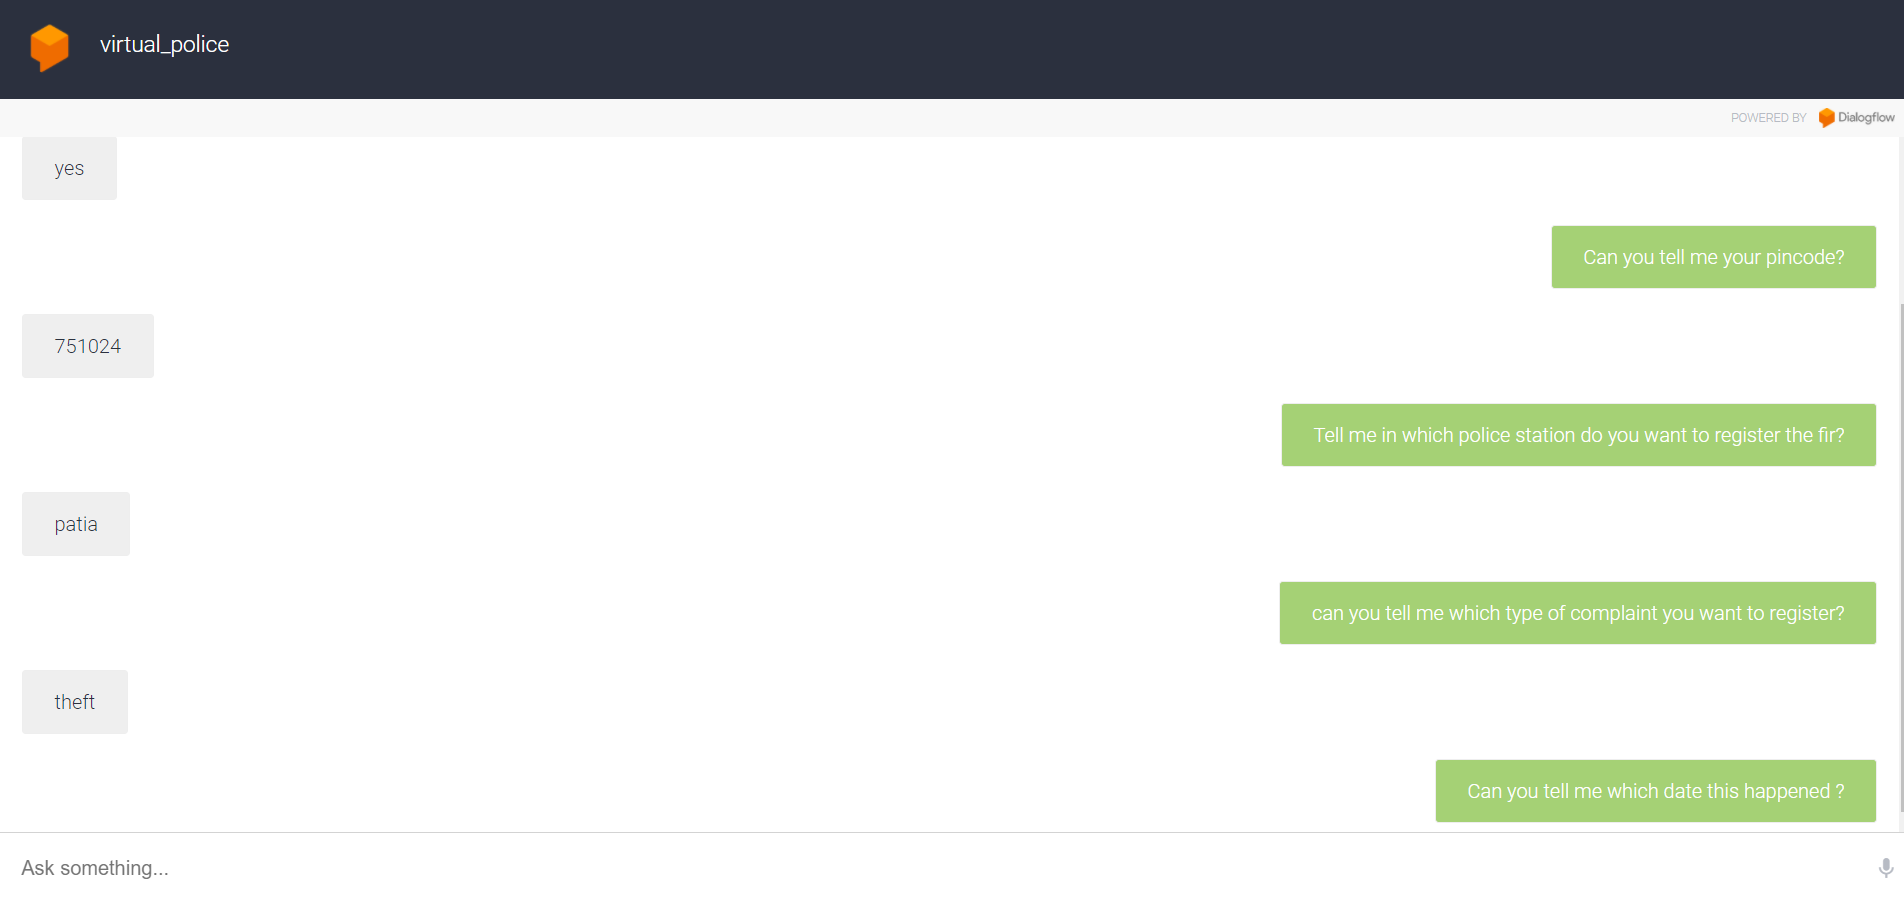 virtual_police
POWERED BY Dialogflow
yes
Can you tell me your pincode?
751024
Tell me in which police station do you want to register the fir?
patia
can you tell me which type of complaint you want to register?
theft
Can you tell me which date this happened ?
Ask something...